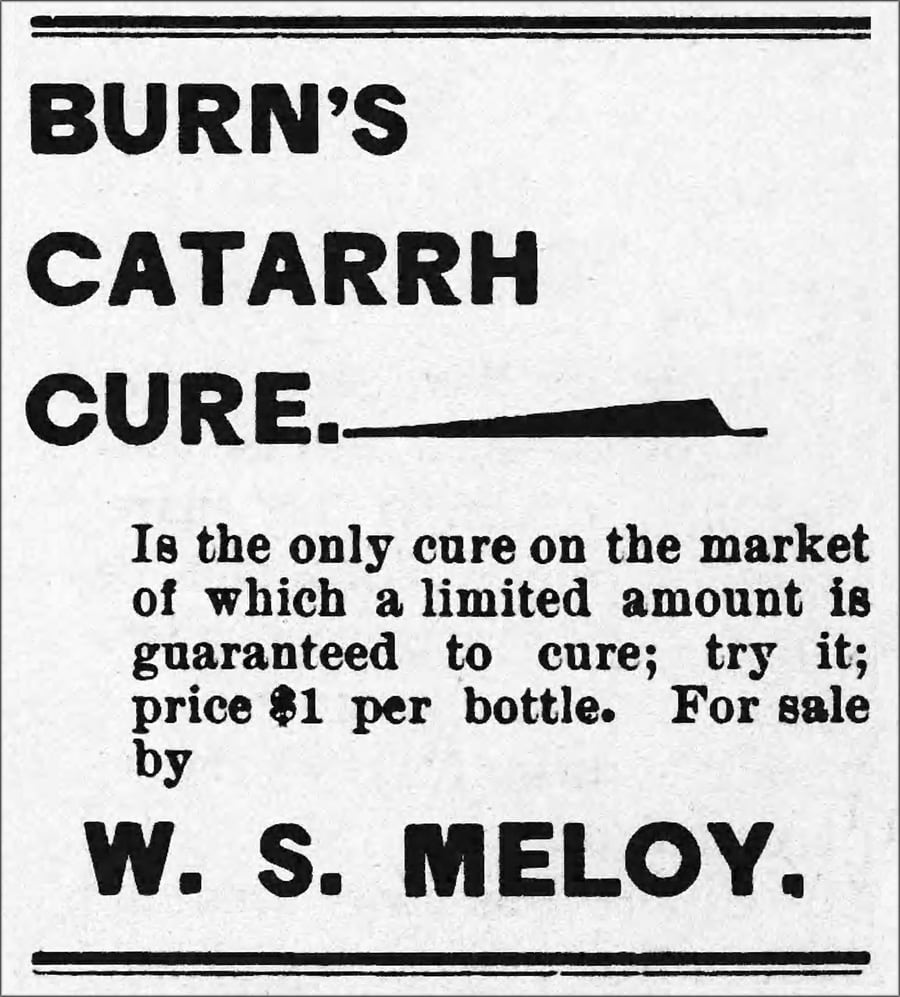 BURN'S
CATARRH
CURE.
Is the only cure on the market
of which a limited amount is
guaranteed to cure; try it;
price $1 per bottle. For sale
by
W. S. MELOY.